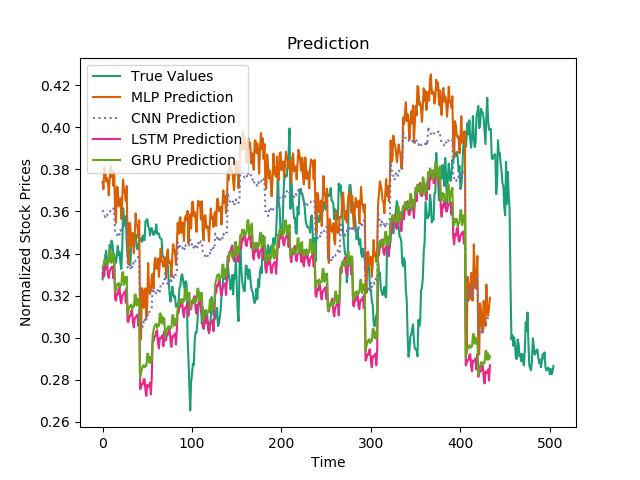 Prediction
True Values
MLP Prediction
CNN Prediction
LSTM Prediction
GRU Prediction
Normalized Stock Prices
0.42
0.40
0.38
0.36
0.34
0.32
0.30
0.28
0.26
0 100 200 300 400 500
Time